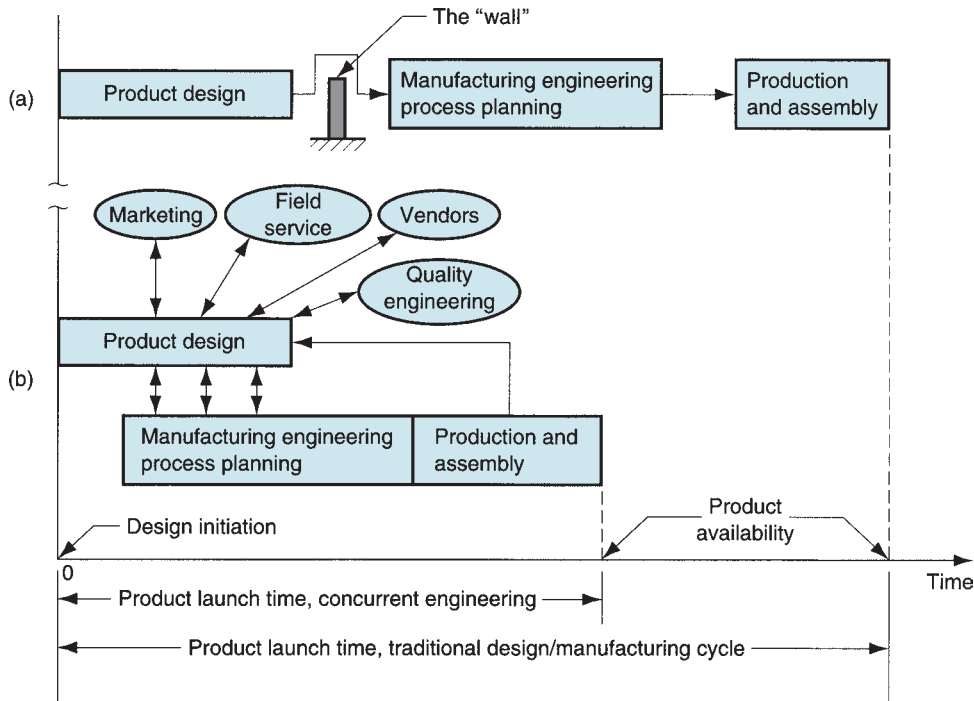 The “wall”
(a)
Product design
Manufacturing engineering
process planning
Production
and assembly
Marketing
Field
service
Vendors
Quality
engineering
Product design
(b)
Manufacturing engineering
process planning
Production and
assembly
Design initiation
Product
availability
0
Time
Product launch time, concurrent engineering
Product launch time, traditional design/manufacturing cycle